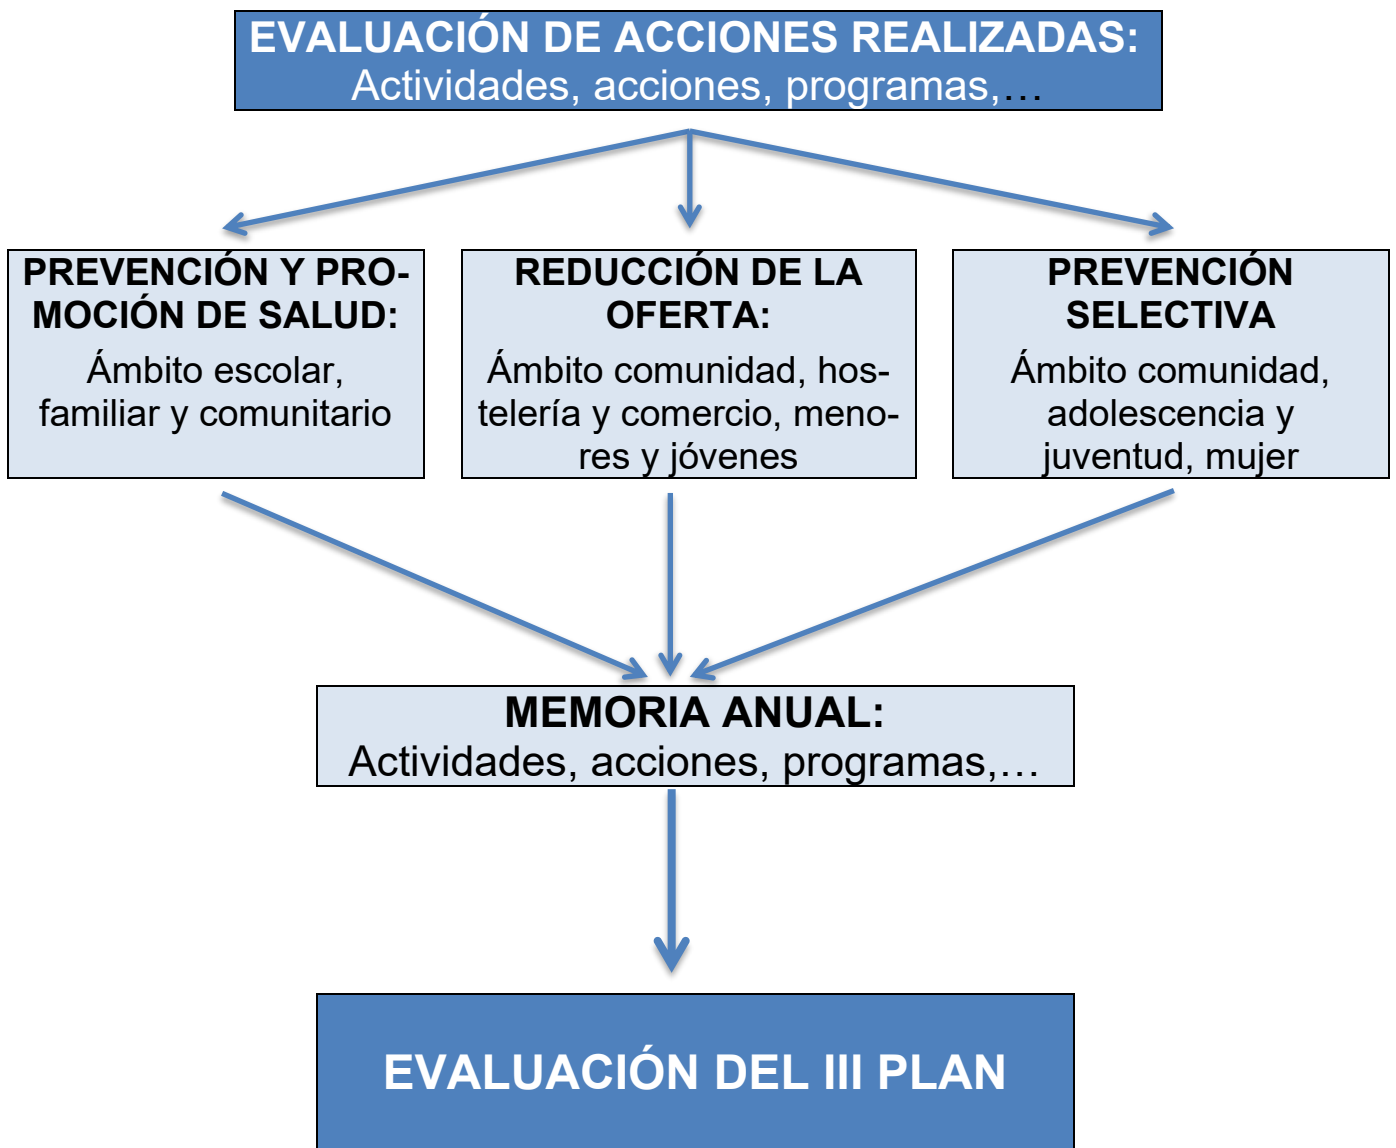 EVALUACIÓN DE ACCIONES REALIZADAS:
Actividades, acciones, programas,…
PREVENCIÓN Y PRO-
MOCIÓN DE SALUD:
Ámbito escolar,
familiar y comunitario
REDUCCIÓN DE LA
OFERTA:
Ámbito comunidad, hos-
telería y comercio, meno-
res y jóvenes
PREVENCIÓN
SELECTIVA
Ámbito comunidad,
adolescencia y
juventud, mujer
MEMORIA ANUAL:
Actividades, acciones, programas,…
EVALUACIÓN DEL III PLAN